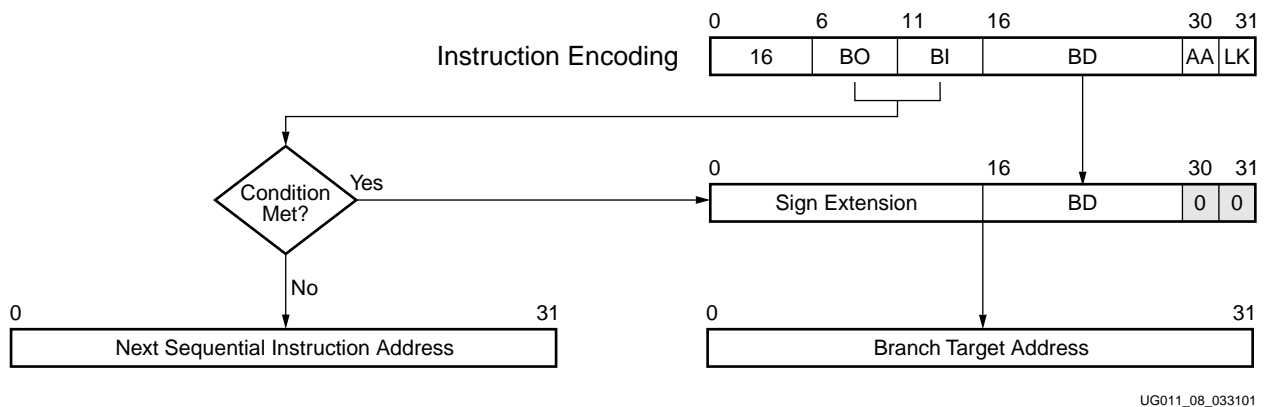 0 6 11 16 30 31
Instruction Encoding 16 BO BI BD AA LK
0 16 30 31
Condition
Met?
Yes
Sign Extension BD 0 0
No
0 31 0 31
Next Sequential Instruction Address Branch Target Address
UG011_08_033101